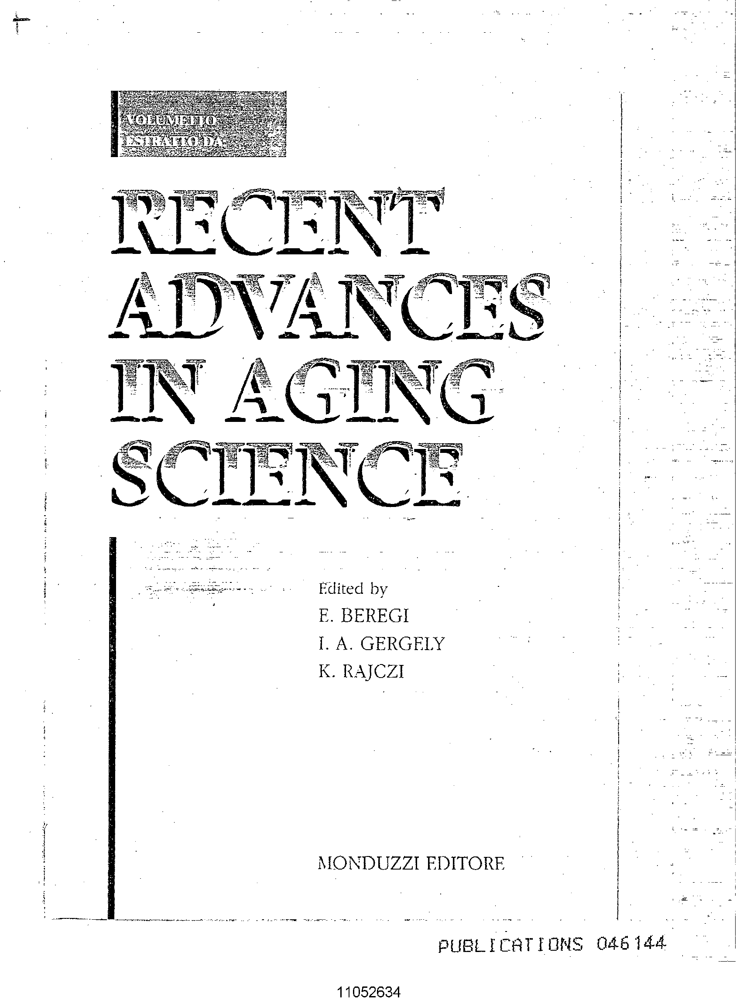 VOLUMETTO
ESTRATTO DA
RECENT
ADVANCES
IN AGING
SCIENCE
Edited by
E. BEREGI
I. A. GERGELY
K. RAJCZI
MONDUZZI EDITORE
PUBLICATIONS 046144
11052634